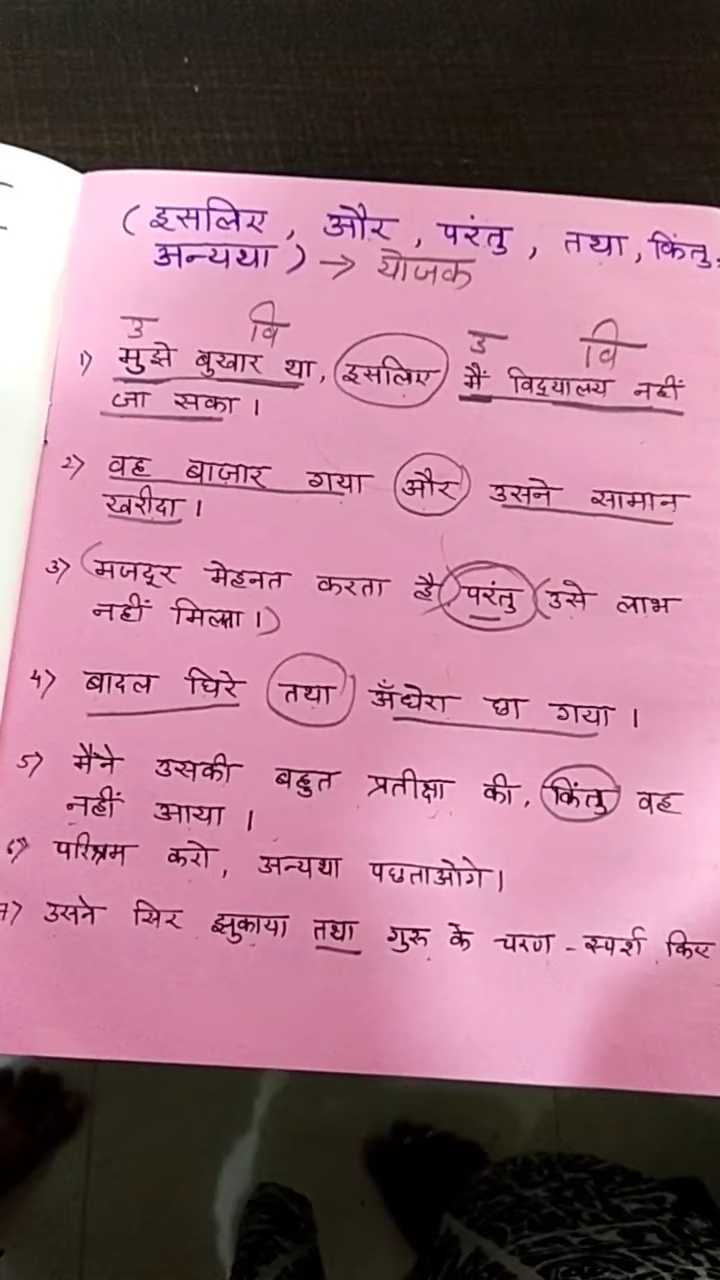 (इसलिए, और, परंतु, तथा, किंतु,
अन्यथा) → योजक
उ वि उ वि
1) मुझे बुखार था, इसलिए मैं विद्यालय नहीं
जा सका।
2) वह बाजार गया और उसने सामान
खरीदा।
3) (मजदूर मेहनत करता है) परंतु (उसे लाभ
नहीं मिला।)
4) बादल घिरे तथा अँधेरा छा गया।
5) मैंने उसकी बहुत प्रतीक्षा की, किंतु वह
नहीं आया।
6) परिश्रम करो, अन्यथा पछताओगे।
7) उसने सिर झुकाया तथा गुरु के चरण-स्पर्श किए